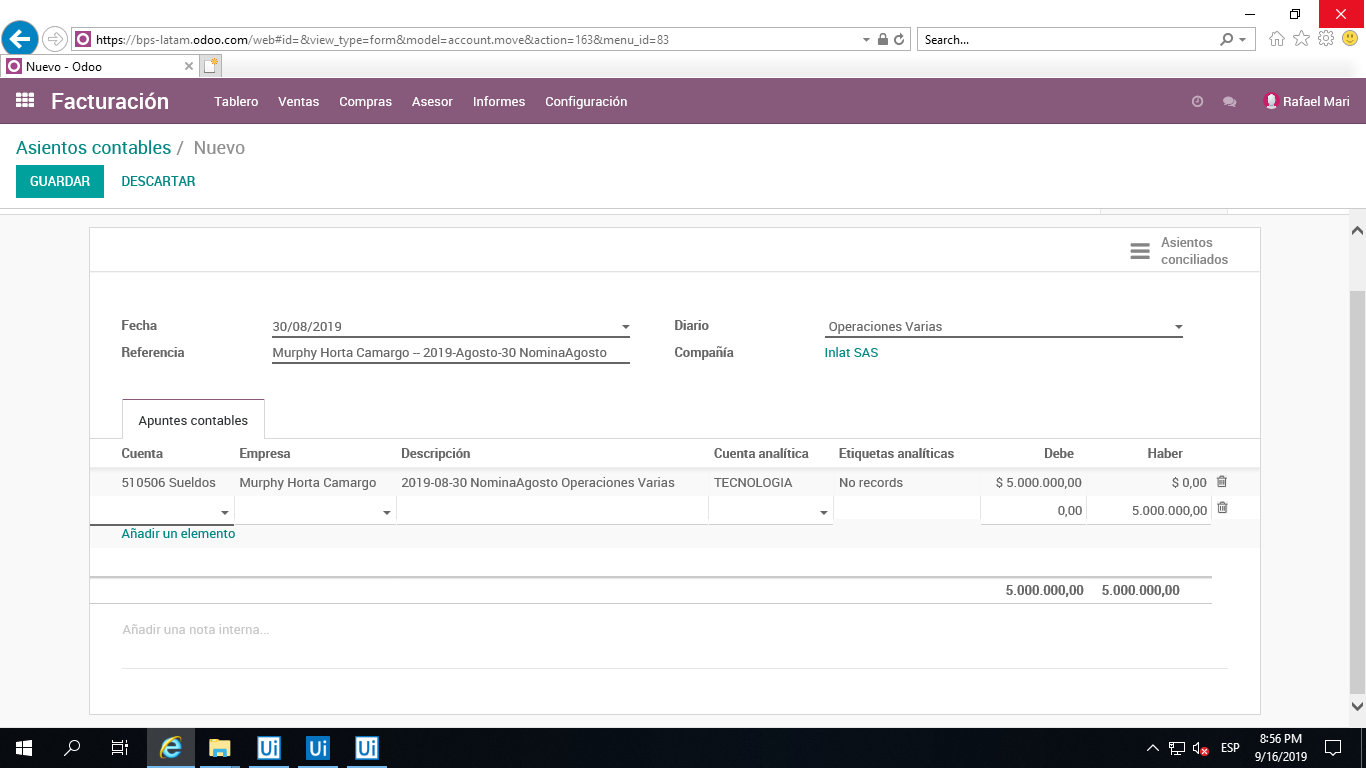 https://bps-latam.odoo.com/web#id=&view_type=form&model=account.move&action=163&menu_id=83
Search...
Nuevo - Odoo
Facturación Tablero Ventas Compras Asesor Informes Configuración Rafael Mari
Asientos contables / Nuevo
GUARDAR DESCARTAR
Asientos
conciliados
Fecha 30/08/2019 Diario Operaciones Varias
Referencia Murphy Horta Camargo -- 2019-Agosto-30 NominaAgosto Compañía Inlat SAS
Apuntes contables
Cuenta Empresa Descripción Cuenta analítica Etiquetas analíticas Debe Haber
510506 Sueldos Murphy Horta Camargo 2019-08-30 NominaAgosto Operaciones Varias TECNOLOGIA No records $ 5.000.000,00 $ 0,00
0,00 5.000.000,00
Añadir un elemento
5.000.000,00 5.000.000,00
Añadir una nota interna...
Ui Ui Ui ESP 8:56 PM
9/16/2019